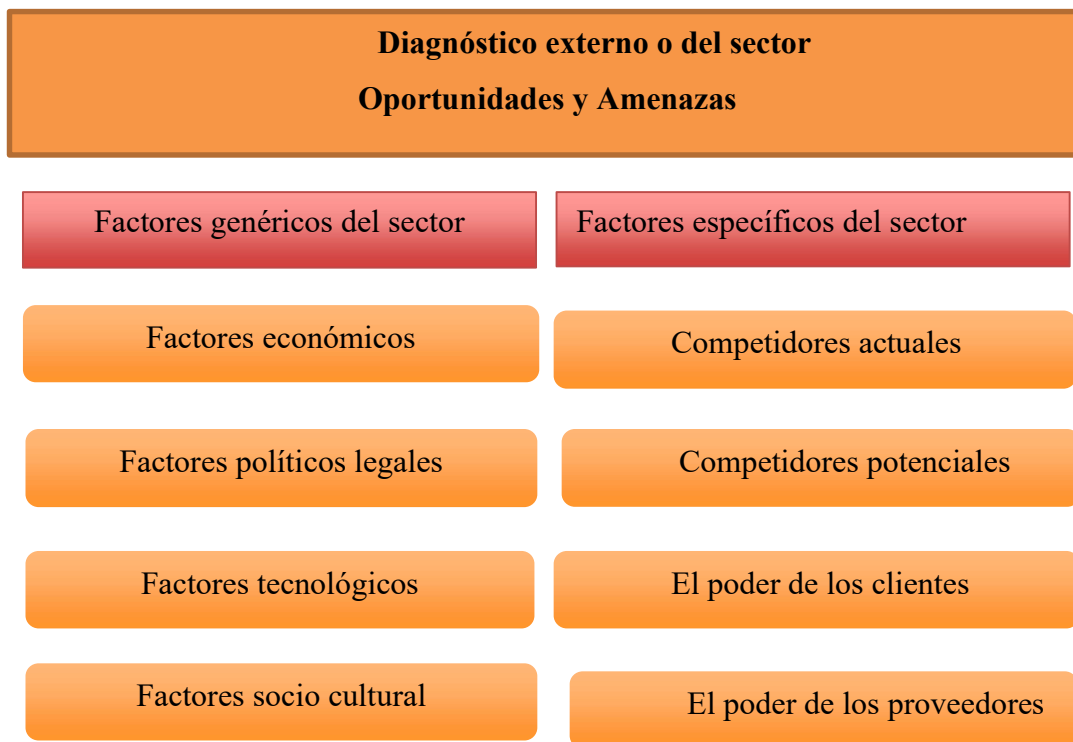 Diagnóstico externo o del sector
Oportunidades y Amenazas
Factores genéricos del sector
Factores específicos del sector
Factores económicos
Competidores actuales
Factores políticos legales
Competidores potenciales
Factores tecnológicos
El poder de los clientes
Factores socio cultural
El poder de los proveedores